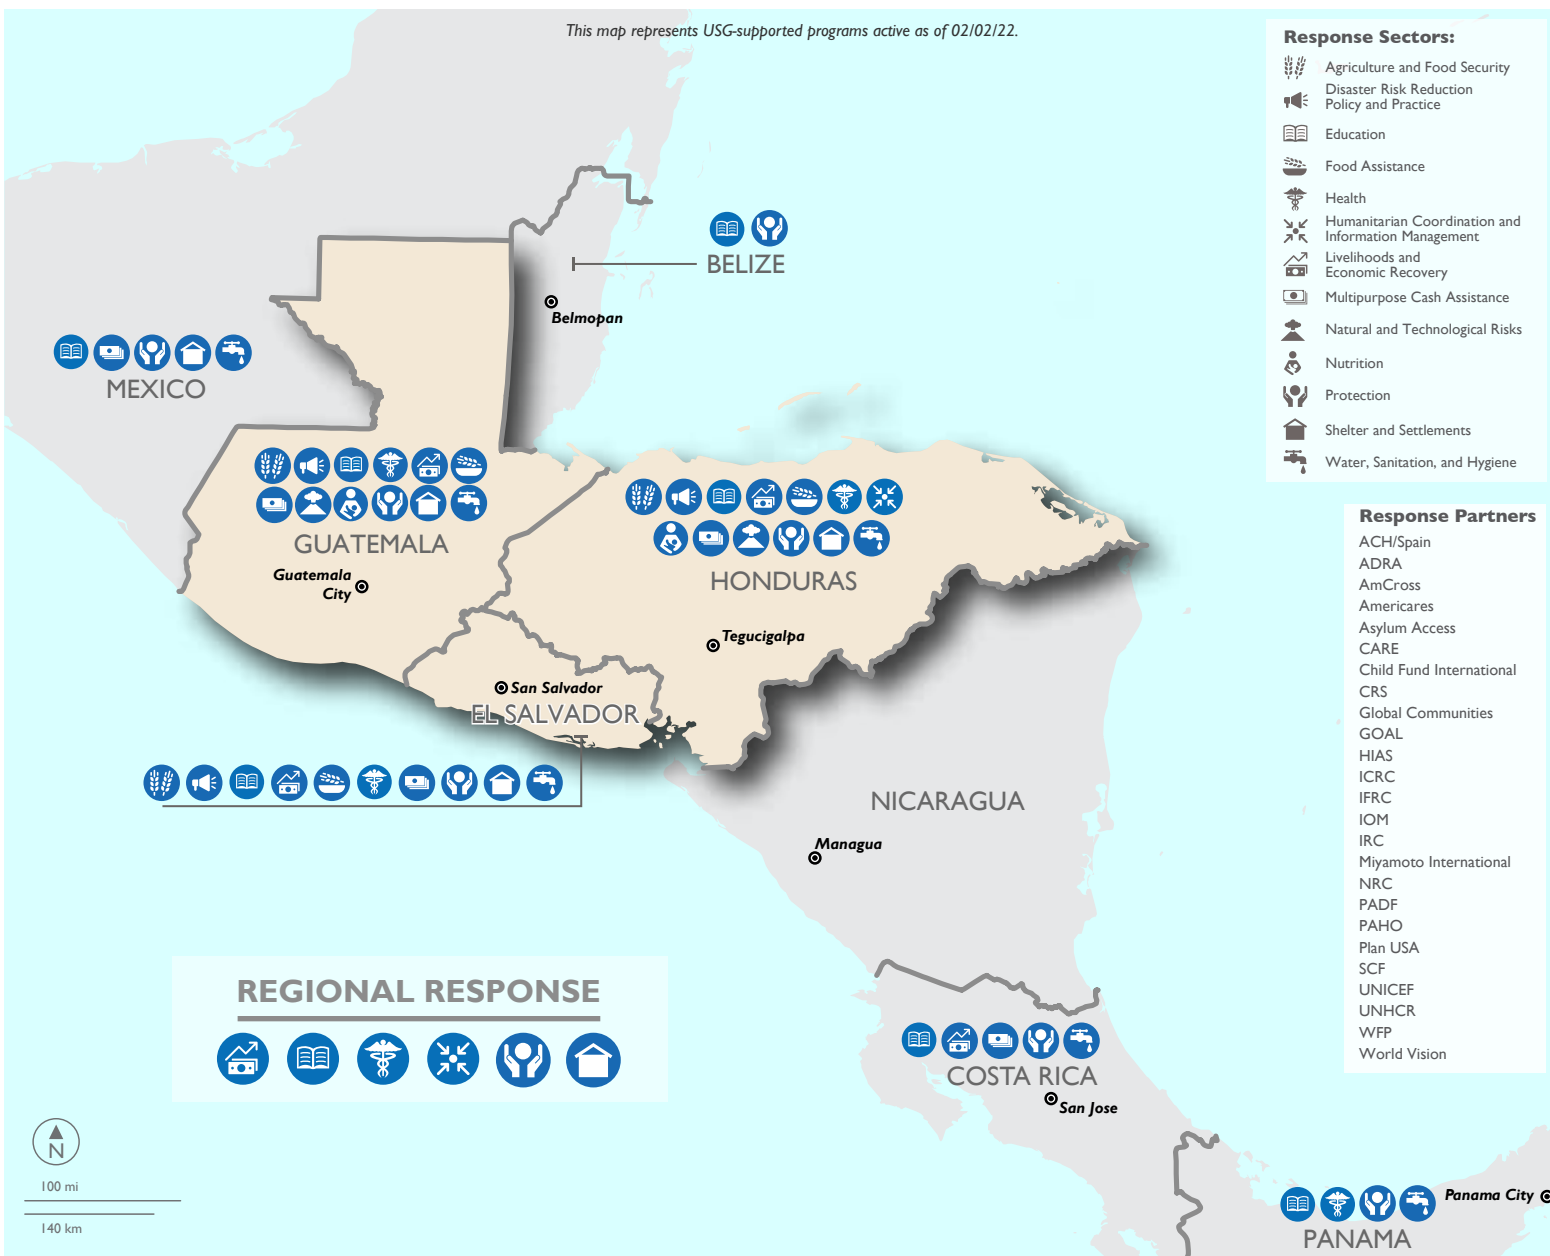 This map represents USG-supported programs active as of 02/02/22.
Response Sectors:
Agriculture and Food Security
Disaster Risk Reduction
Policy and Practice
Education
Food Assistance
Health
Humanitarian Coordination and
Information Management
Livelihoods and
Economic Recovery
Multipurpose Cash Assistance
Natural and Technological Risks
Nutrition
Protection
Shelter and Settlements
Water, Sanitation, and Hygiene
BELIZE
Belmopan
MEXICO
GUATEMALA
Guatemala
City
HONDURAS
Tegucigalpa
San Salvador
EL SALVADOR
NICARAGUA
Managua
Response Partners
ACH/Spain
ADRA
AmCross
Americares
Asylum Access
CARE
Child Fund International
CRS
Global Communities
GOAL
HIAS
ICRC
IFRC
IOM
IRC
Miyamoto International
NRC
PADF
PAHO
Plan USA
SCF
UNICEF
UNHCR
WFP
World Vision
REGIONAL RESPONSE
COSTA RICA
San Jose
N
100 mi
140 km
Panama City
PANAMA